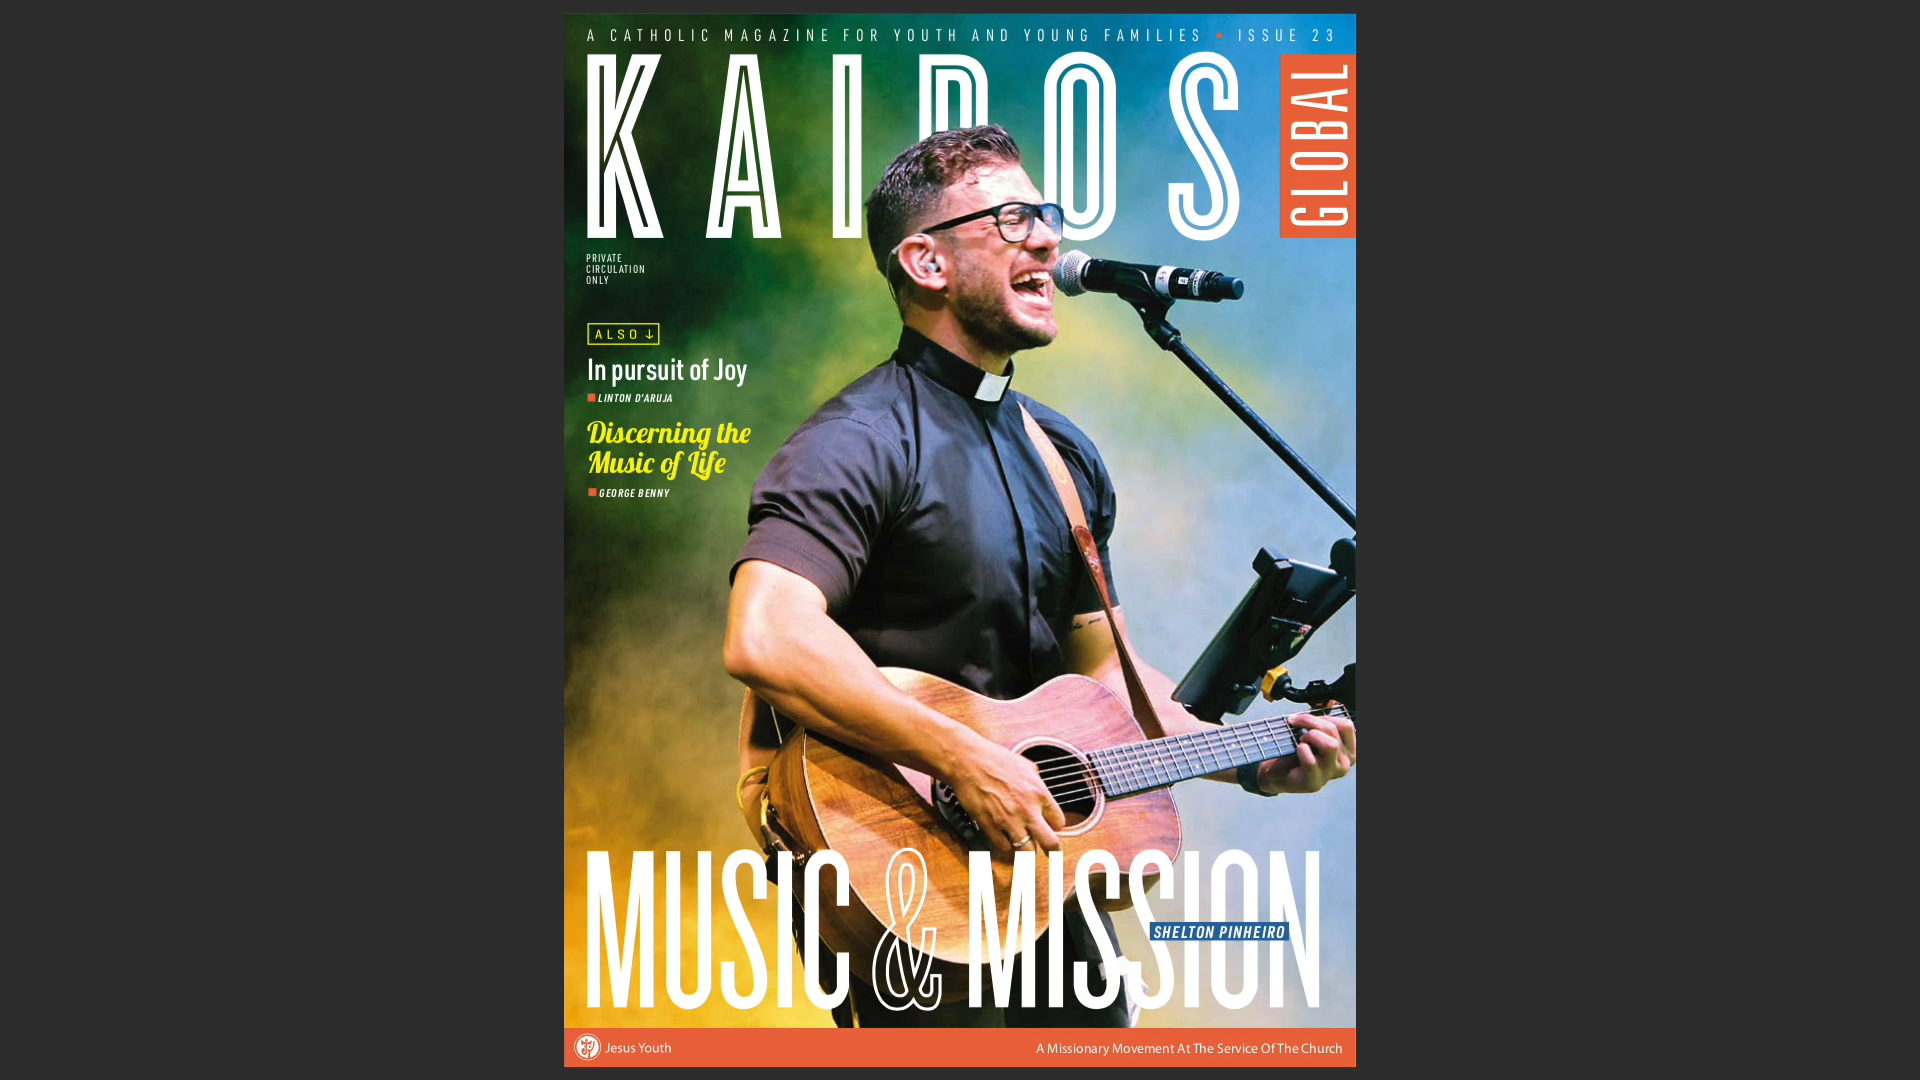 A CATHOLIC MAGAZINE FOR YOUTH AND YOUNG FAMILIES • ISSUE 23
KAIROS
GLOBAL
PRIVATE
CIRCULATION
ONLY
ALSO ↓
In pursuit of Joy
LINTON D'ARUJA
Discerning the
Music of Life
GEORGE BENNY
MUSIC & MISSION
SHELTON PINHEIRO
Jesus Youth
A Missionary Movement At The Service Of The Church